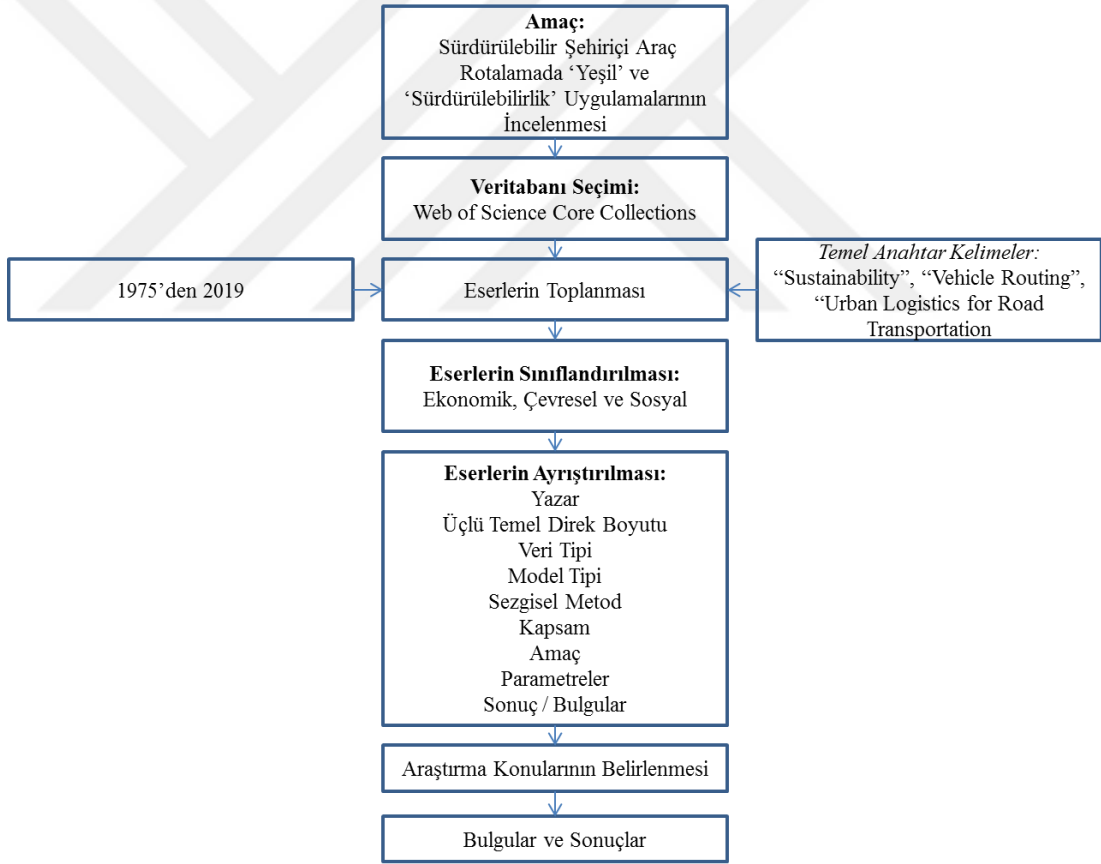 Amaç:
Sürdürülebilir Şehiriçi Araç
Rotalamada ‘Yeşil’ ve
‘Sürdürülebilirlik’ Uygulamalarının
İncelenmesi
Veritabanı Seçimi:
Web of Science Core Collections
1975’den 2019
Eserlerin Toplanması
Temel Anahtar Kelimeler:
“Sustainability”, “Vehicle Routing”,
“Urban Logistics for Road
Transportation
Eserlerin Sınıflandırılması:
Ekonomik, Çevresel ve Sosyal
Eserlerin Ayrıştırılması:
Yazar
Üçlü Temel Direk Boyutu
Veri Tipi
Model Tipi
Sezgisel Metod
Kapsam
Amaç
Parametreler
Sonuç / Bulgular
Araştırma Konularının Belirlenmesi
Bulgular ve Sonuçlar